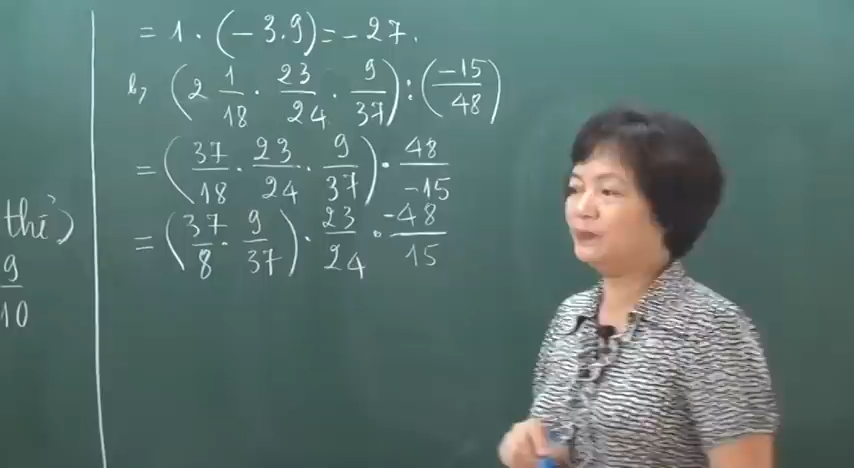 = 1 . (-3.9) = -27.
b, (2 1/18 . 23/24 . 9/37) : (-15/48)
= (37/18 . 23/24 . 9/37) . 48/-15
= (37/8 . 9/37) . 23/24 . -48/15
thế)
9/10